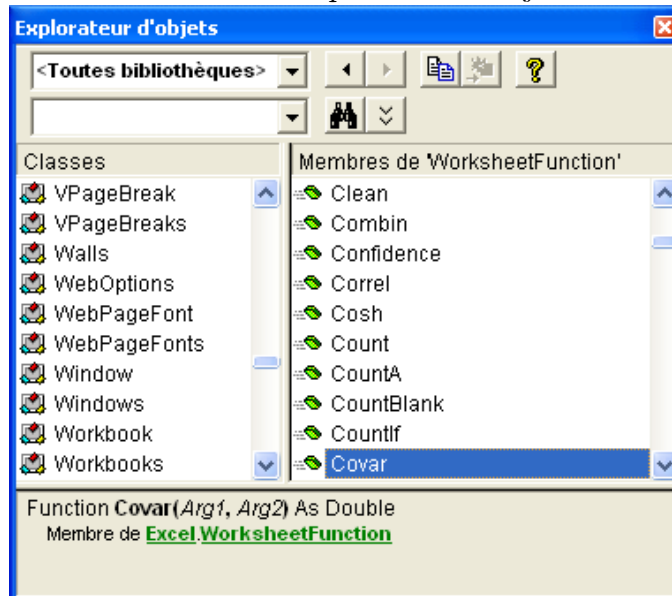 Explorateur d'objets
<Toutes bibliothèques>
Classes
VPageBreak
VPageBreaks
Walls
WebOptions
WebPageFont
WebPageFonts
Window
Windows
Workbook
Workbooks
Membres de 'WorksheetFunction'
Clean
Combin
Confidence
Correl
Cosh
Count
CountA
CountBlank
CountIf
Covar
Function Covar(Arg1, Arg2) As Double
Membre de Excel.WorksheetFunction